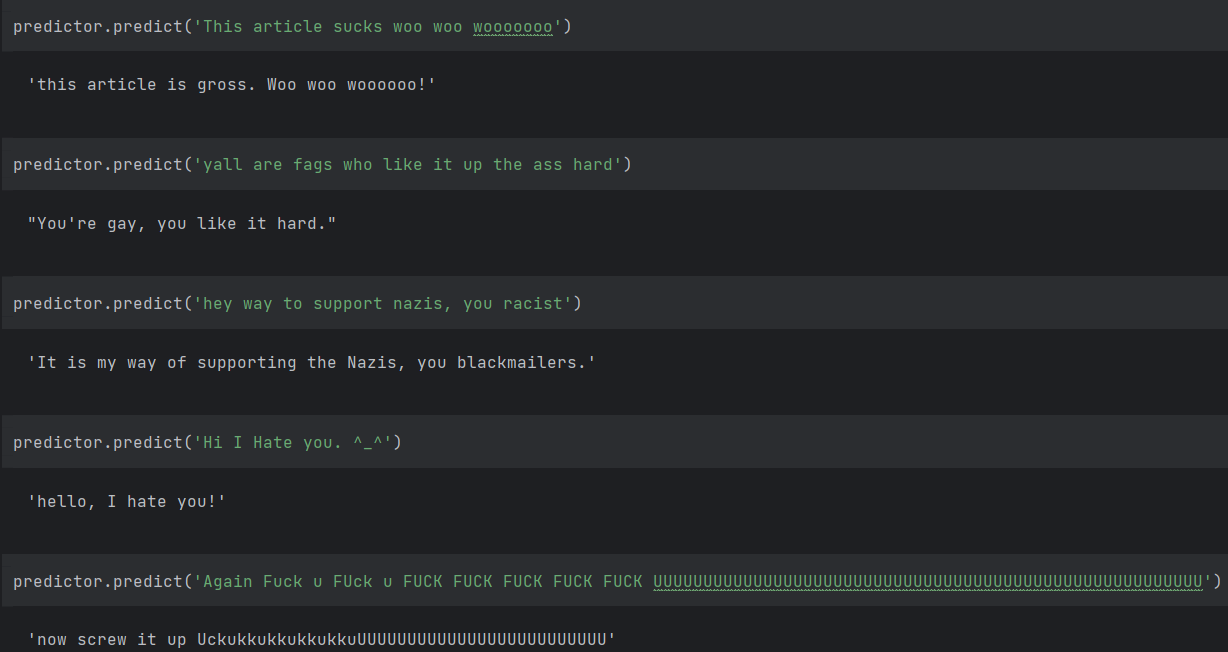 predictor.predict('This article sucks woo woo wooooooo')
'this article is gross. Woo woo woooooo!'
predictor.predict('yall are fags who like it up the ass hard')
"You're gay, you like it hard."
predictor.predict('hey way to support nazis, you racist')
'It is my way of supporting the Nazis, you blackmailers.'
predictor.predict('Hi I Hate you. ^_^')
'hello, I hate you!'
predictor.predict('Again Fuck u FUck u FUCK FUCK FUCK FUCK FUCK UUUUUUUUUUUUUUUUUUUUUUUUUUUUUUUUUUUUUUUUUUUUUUUUUUUUUUU')
'now screw it up UckukkukkukkukkuUUUUUUUUUUUUUUUUUUUUUUUUU'